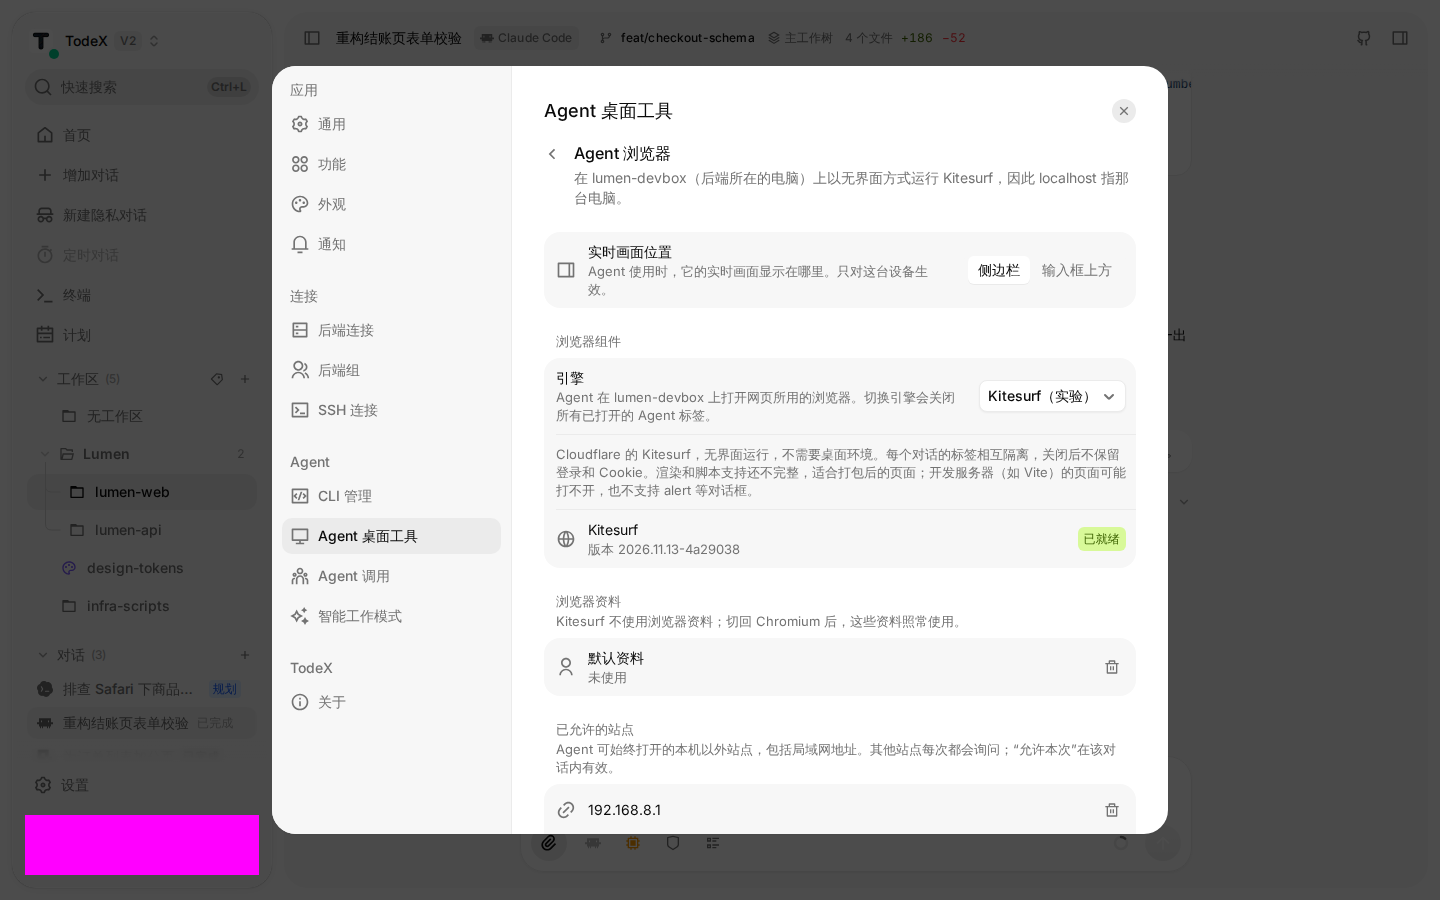 TodeX V2
快速搜索 Ctrl+L
首页
增加对话
新建隐私对话
定时对话
终端
计划
工作区 (5)
无工作区
Lumen 2
lumen-web
lumen-api
design-tokens
infra-scripts
对话 (3)
排查 Safari 下商品... 规划
重构结账页表单校验 已完成
设置
重构结账页表单校验 Claude Code feat/checkout-schema 主工作树 4 个文件 +186 −52
应用
通用
功能
外观
通知
连接
后端连接
后端组
SSH 连接
Agent
CLI 管理
Agent 桌面工具
Agent 调用
智能工作模式
TodeX
关于
Agent 桌面工具
Agent 浏览器
在 lumen-devbox（后端所在的电脑）上以无界面方式运行 Kitesurf，因此 localhost 指那
台电脑。
实时画面位置
Agent 使用时，它的实时画面显示在哪里。只对这台设备生
效。
侧边栏 输入框上方
浏览器组件
引擎
Agent 在 lumen-devbox 上打开网页所用的浏览器。切换引擎会关闭
所有已打开的 Agent 标签。
Kitesurf（实验）
Cloudflare 的 Kitesurf，无界面运行，不需要桌面环境。每个对话的标签相互隔离，关闭后不保留
登录和 Cookie。渲染和脚本支持还不完整，适合打包后的页面；开发服务器（如 Vite）的页面可能
打不开，也不支持 alert 等对话框。
Kitesurf
版本 2026.11.13-4a29038
已就绪
浏览器资料
Kitesurf 不使用浏览器资料；切回 Chromium 后，这些资料照常使用。
默认资料
未使用
已允许的站点
Agent 可始终打开的本机以外站点，包括局域网地址。其他站点每次都会询问；“允许本次”在该对
话内有效。
192.168.8.1